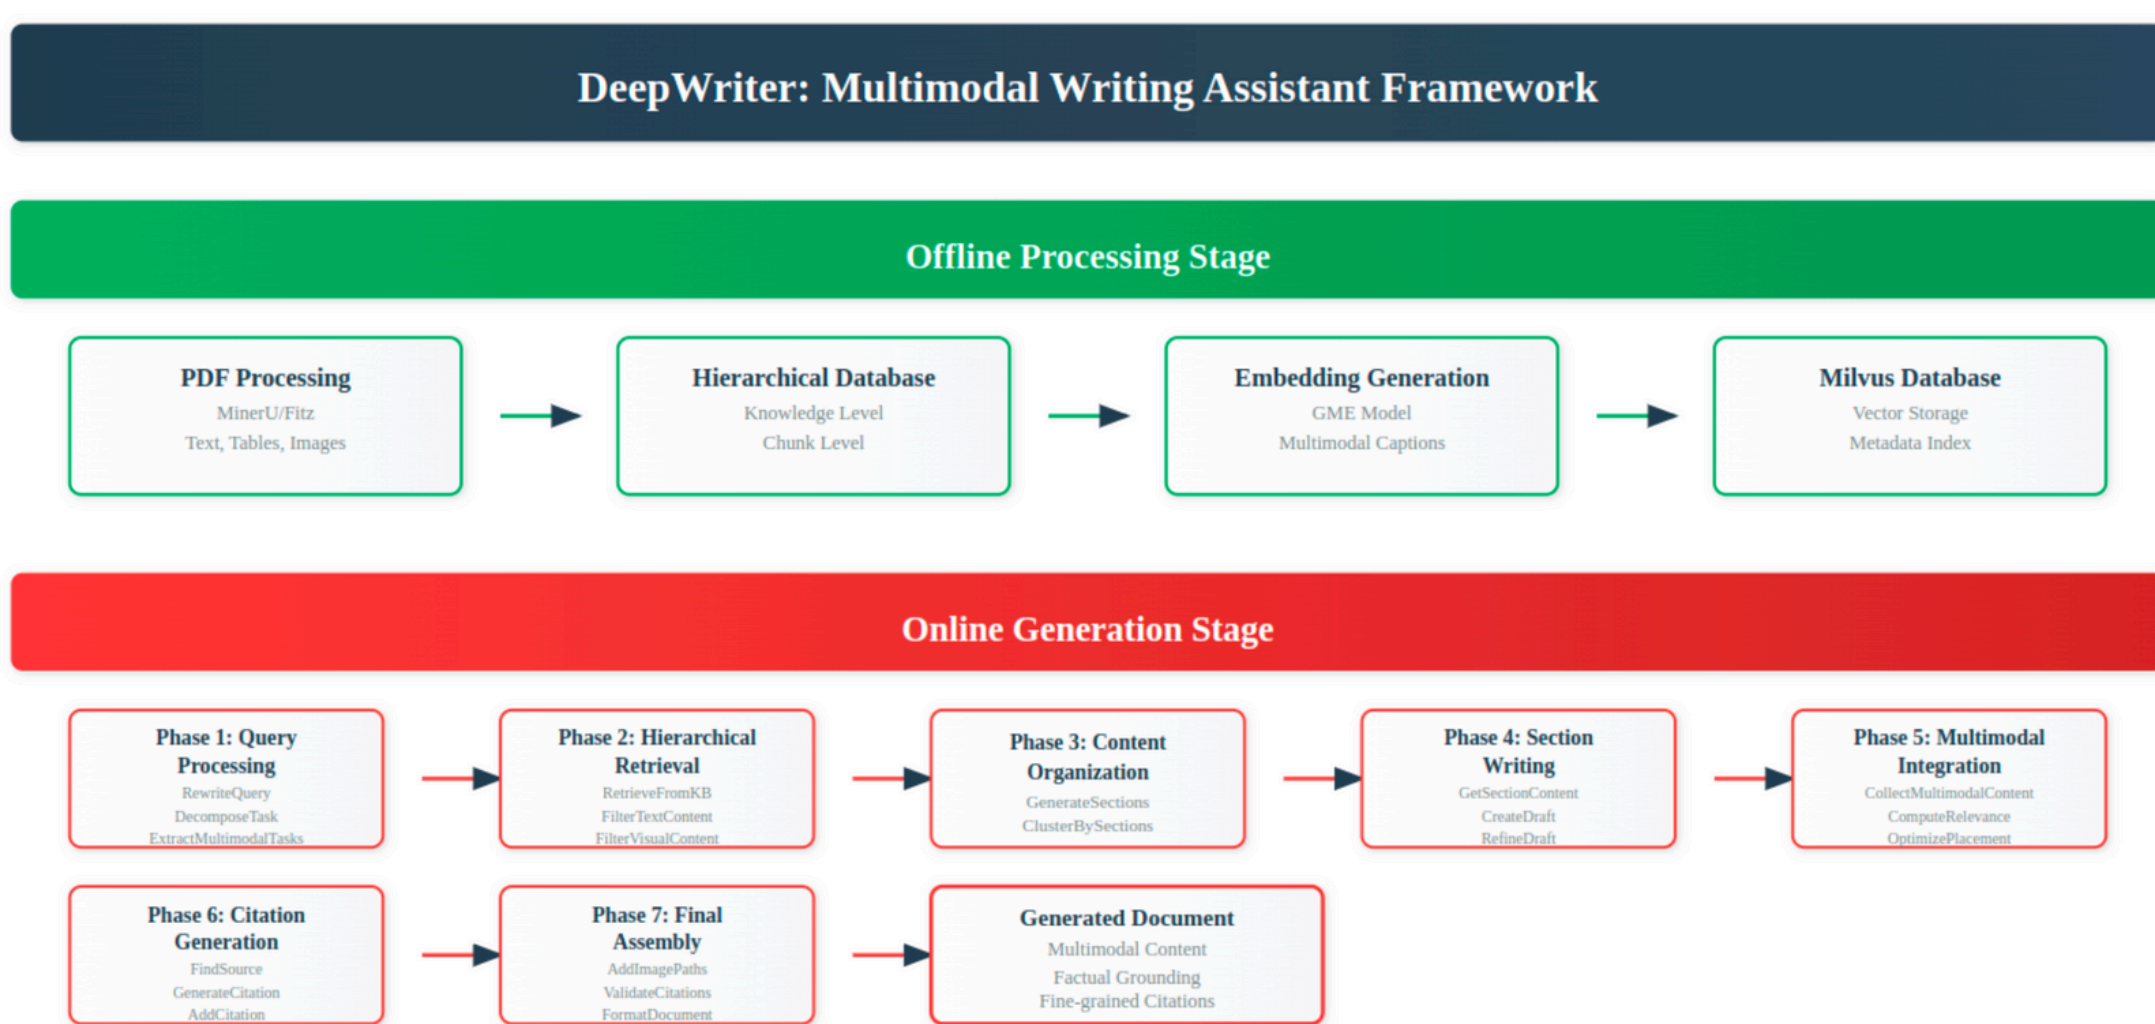 DeepWriter: Multimodal Writing Assistant Framework
Offline Processing Stage
PDF Processing
MinerU/Fitz
Text, Tables, Images
Hierarchical Database
Knowledge Level
Chunk Level
Embedding Generation
GME Model
Multimodal Captions
Milvus Database
Vector Storage
Metadata Index
Online Generation Stage
Phase 1: Query
Processing
RewriteQuery
DecomposeTask
ExtractMultimodalTasks
Phase 2: Hierarchical
Retrieval
RetrieveFromKB
FilterTextContent
FilterVisualContent
Phase 3: Content
Organization
GenerateSections
ClusterBySections
Phase 4: Section
Writing
GetSectionContent
CreateDraft
RefineDraft
Phase 5: Multimodal
Integration
CollectMultimodalContent
ComputeRelevance
OptimizePlacement
Phase 6: Citation
Generation
FindSource
GenerateCitation
AddCitation
Phase 7: Final
Assembly
AddImagePaths
ValidateCitations
FormatDocument
Generated Document
Multimodal Content
Factual Grounding
Fine-grained Citations